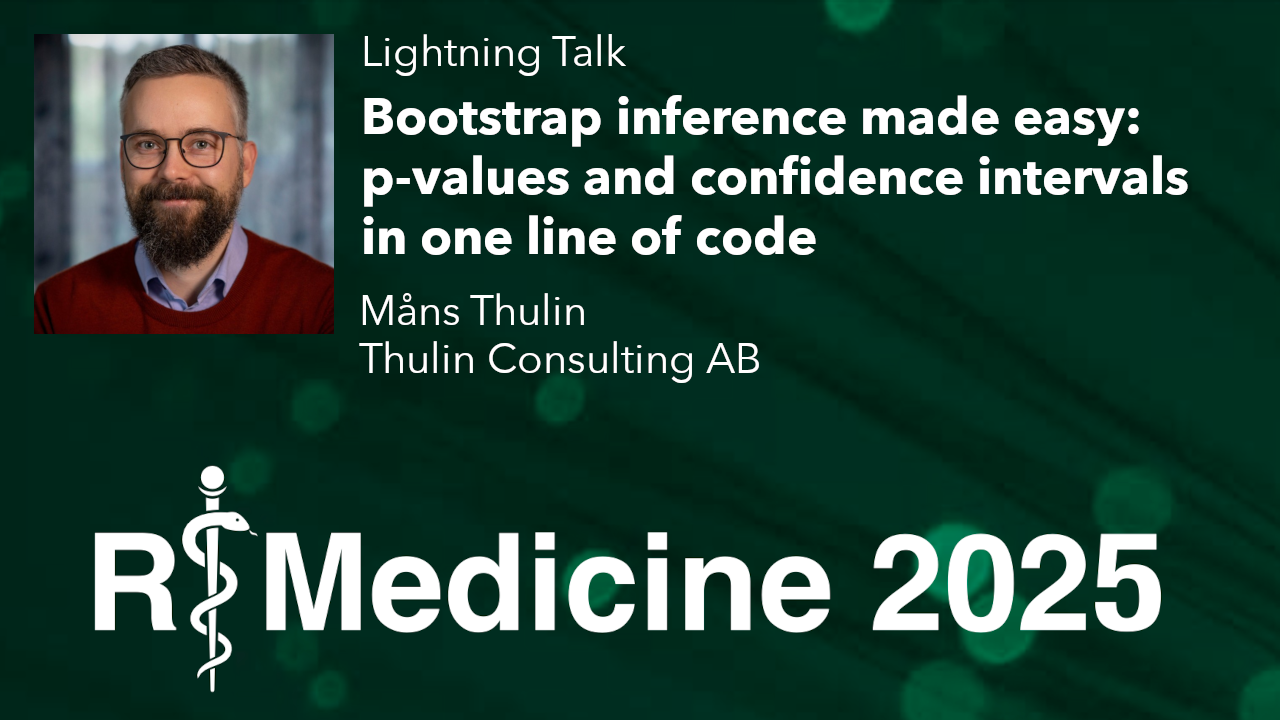 Lightning Talk
Bootstrap inference made easy:
p-values and confidence intervals
in one line of code
Måns Thulin
Thulin Consulting AB
R Medicine 2025